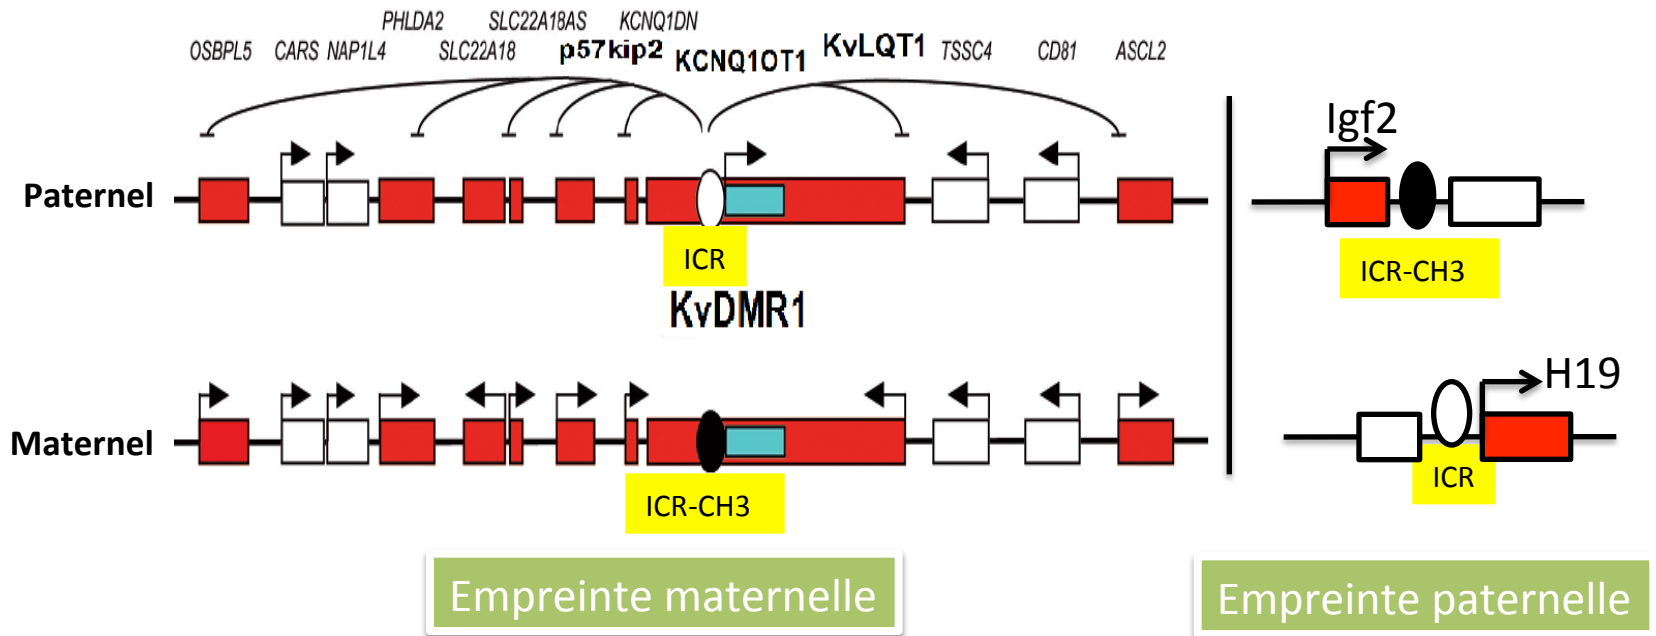 PHLDA2 SLC22A18AS KCNQ1DN
OSBPL5 CARS NAP1L4 SLC22A18 p57kip2 KCNQ1OT1 KvLQT1 TSSC4 CD81 ASCL2
Igf2
Paternel
ICR
ICR-CH3
KvDMR1
H19
Maternel
ICR
ICR-CH3
Empreinte maternelle
Empreinte paternelle